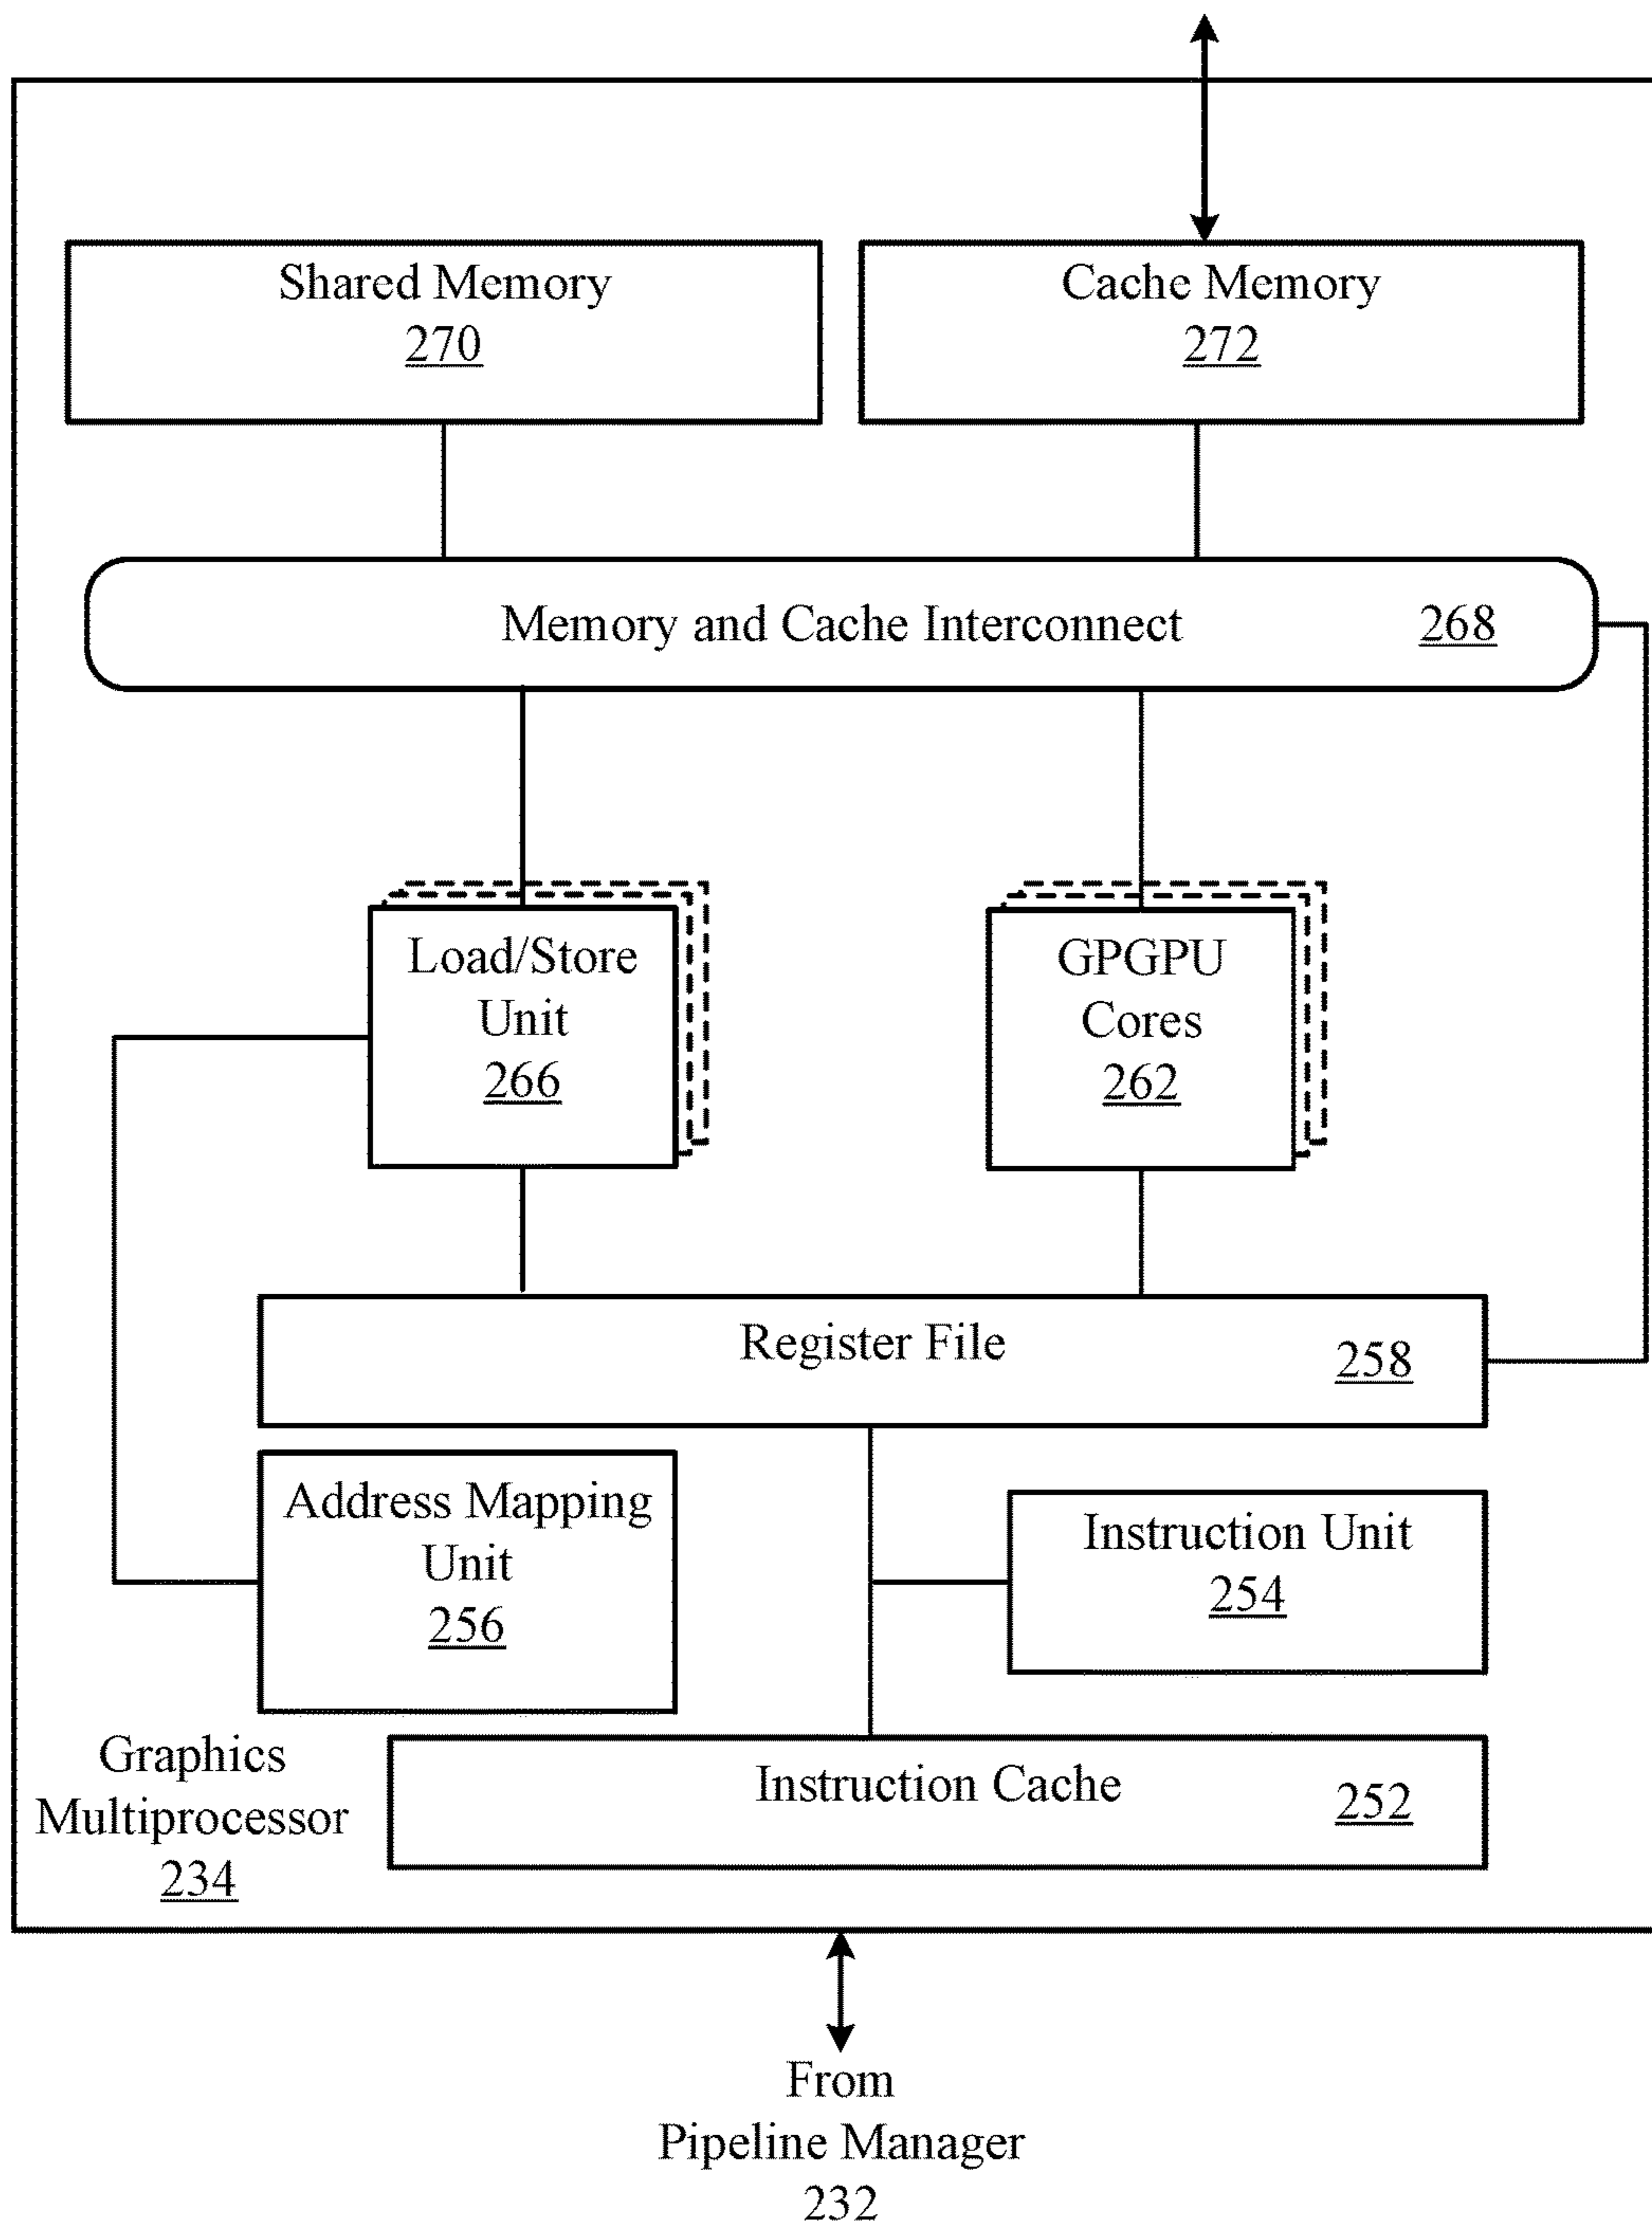 Shared Memory
270
Cache Memory
272
Memory and Cache Interconnect 268
Load/Store
Unit
266
GPGPU
Cores
262
Register File 258
Address Mapping
Unit
256
Instruction Unit
254
Graphics
Multiprocessor
234
Instruction Cache 252
From
Pipeline Manager
232